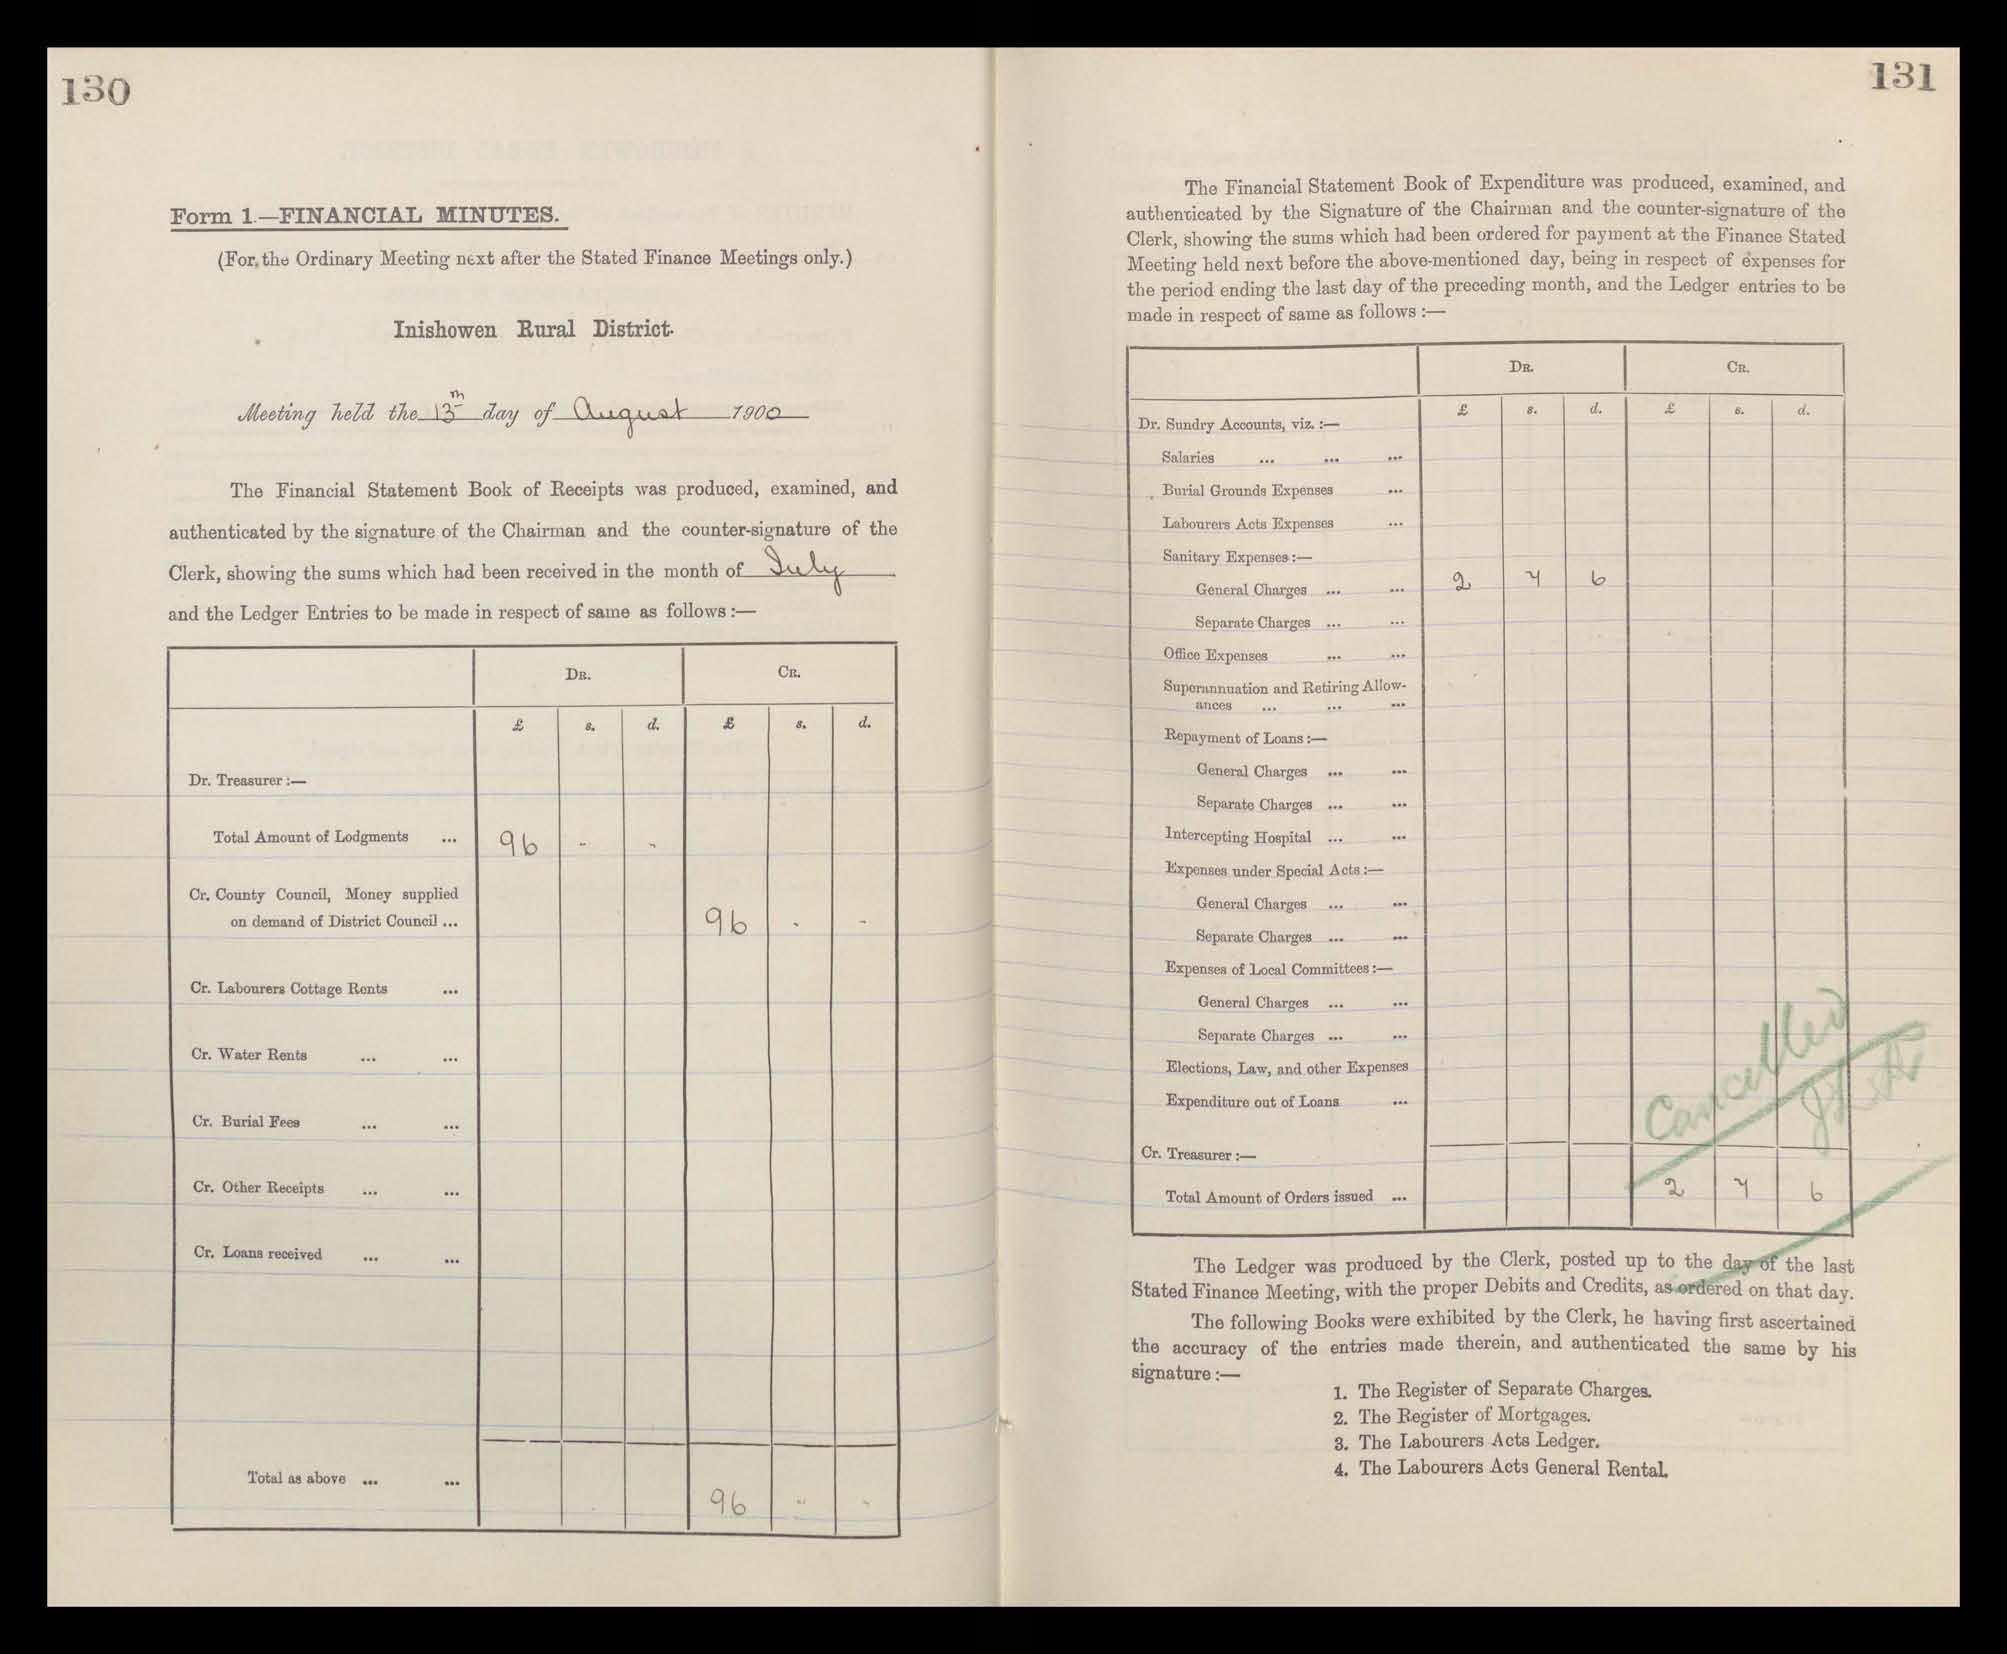 130
Form 1.—FINANCIAL MINUTES.
(For the Ordinary Meeting next after the Stated Finance Meetings only.)
Inishowen Rural District.
Meeting held the 13th day of August 1900
The Financial Statement Book of Receipts was produced, examined, and
authenticated by the signature of the Chairman and the counter-signature of the
Clerk, showing the sums which had been received in the month of July
and the Ledger Entries to be made in respect of same as follows :—
DR. CR.
£ s. d. £ s. d.
Dr. Treasurer :—
Total Amount of Lodgments ... 96 - -
Cr. County Council, Money supplied
on demand of District Council ... 96 - -
Cr. Labourers Cottage Rents ...
Cr. Water Rents ... ...
Cr. Burial Fees ... ...
Cr. Other Receipts ... ...
Cr. Loans received ... ...
Total as above ... ... 96 - -
131
The Financial Statement Book of Expenditure was produced, examined, and
authenticated by the Signature of the Chairman and the counter-signature of the
Clerk, showing the sums which had been ordered for payment at the Finance Stated
Meeting held next before the above-mentioned day, being in respect of expenses for
the period ending the last day of the preceding month, and the Ledger entries to be
made in respect of same as follows :—
DR. CR.
£ s. d. £ s. d.
Dr. Sundry Accounts, viz. :—
Salaries ... ... ...
Burial Grounds Expenses ...
Labourers Acts Expenses ...
Sanitary Expenses :—
General Charges ... ... 2 7 6
Separate Charges ... ...
Office Expenses ... ...
Superannuation and Retiring Allow-
ances ... ... ...
Repayment of Loans :—
General Charges ... ...
Separate Charges ... ...
Intercepting Hospital ... ...
Expenses under Special Acts :—
General Charges ... ...
Separate Charges ... ...
Expenses of Local Committees :—
General Charges ... ...
Separate Charges ... ...
Elections, Law, and other Expenses
Expenditure out of Loans ...
Cancelled
Cr. Treasurer :—
Total Amount of Orders issued ... 2 7 6
The Ledger was produced by the Clerk, posted up to the day of the last
Stated Finance Meeting, with the proper Debits and Credits, as ordered on that day.
The following Books were exhibited by the Clerk, he having first ascertained
the accuracy of the entries made therein, and authenticated the same by his
signature :—
1. The Register of Separate Charges.
2. The Register of Mortgages.
3. The Labourers Acts Ledger.
4. The Labourers Acts General Rental.